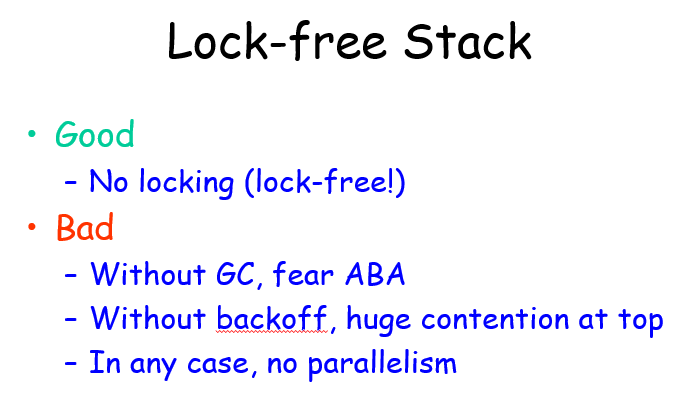 Lock-free Stack
• Good
– No locking (lock-free!)
• Bad
– Without GC, fear ABA
– Without backoff, huge contention at top
– In any case, no parallelism